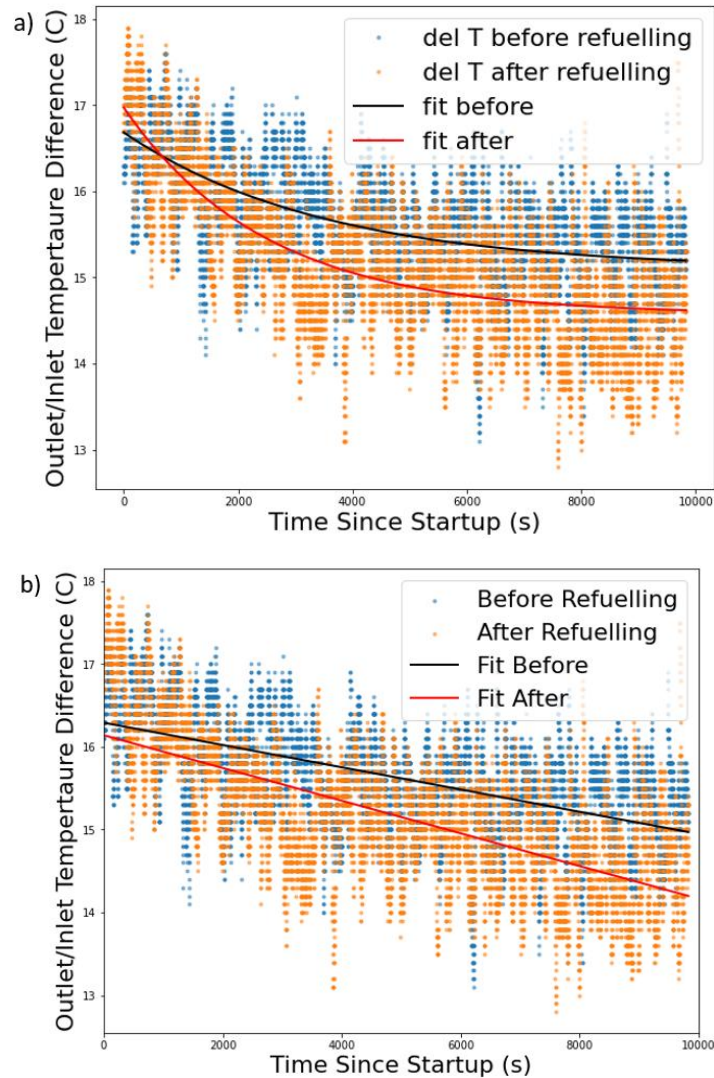 a)
18
17
16
15
14
13
Outlet/Inlet Tempertaure Difference (C)
del T before refuelling
del T after refuelling
fit before
fit after
0
2000
4000
6000
8000
10000
Time Since Startup (s)
b)
18
17
16
15
14
13
Outlet/Inlet Tempertaure Difference (C)
Before Refuelling
After Refuelling
Fit Before
Fit After
0
2000
4000
6000
8000
10000
Time Since Startup (s)